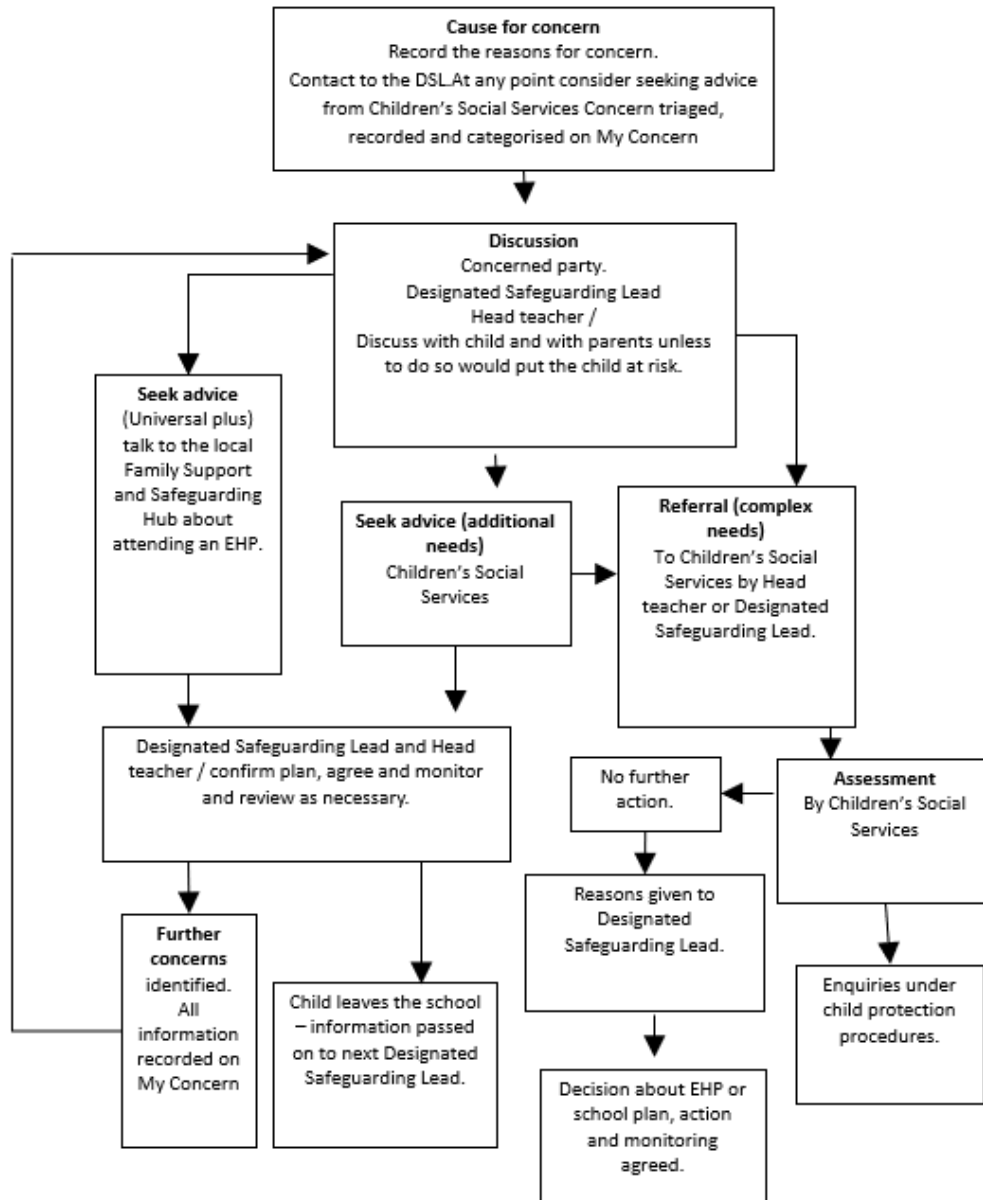 Cause for concern
Record the reasons for concern.
Contact to the DSL.At any point consider seeking advice
from Children's Social Services Concern triaged,
recorded and categorised on My Concern
Discussion
Concerned party.
Designated Safeguarding Lead
Head teacher /
Discuss with child and with parents unless
to do so would put the child at risk.
Seek advice
(Universal plus)
talk to the local
Family Support
and Safeguarding
Hub about
attending an EHP.
Seek advice (additional
needs)
Children's Social
Services
Referral (complex
needs)
To Children's Social
Services by Head
teacher or Designated
Safeguarding Lead.
Designated Safeguarding Lead and Head
teacher / confirm plan, agree and monitor
and review as necessary.
No further
action.
Assessment
By Children's Social
Services
Reasons given to
Designated
Safeguarding Lead.
Further
concerns
identified.
All
information
recorded on
My Concern
Child leaves the school
– information passed
on to next Designated
Safeguarding Lead.
Enquiries under
child protection
procedures.
Decision about EHP or
school plan, action
and monitoring
agreed.